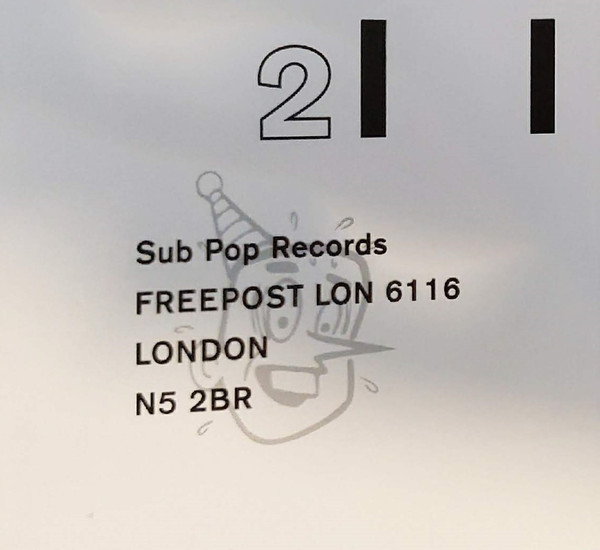 2
Sub Pop Records
FREEPOST LON 6116
LONDON
N5 2BR